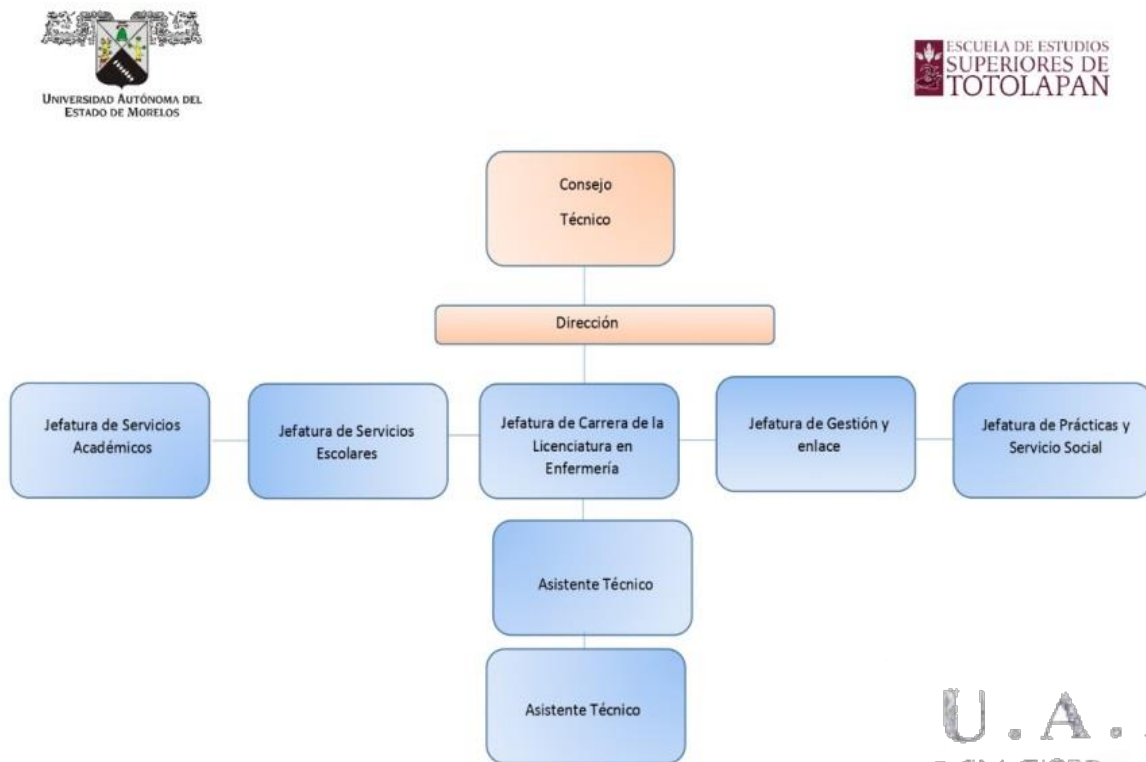 UNIVERSIDAD AUTÓNOMA DEL
ESTADO DE MORELOS
ESCUELA DE ESTUDIOS
SUPERIORES DE
TOTOLAPAN
Consejo
Técnico
Dirección
Jefatura de Servicios
Académicos
Jefatura de Servicios
Escolares
Jefatura de Carrera de la
Licenciatura en
Enfermería
Jefatura de Gestión y
enlace
Jefatura de Prácticas y
Servicio Social
Asistente Técnico
Asistente Técnico
U.A.